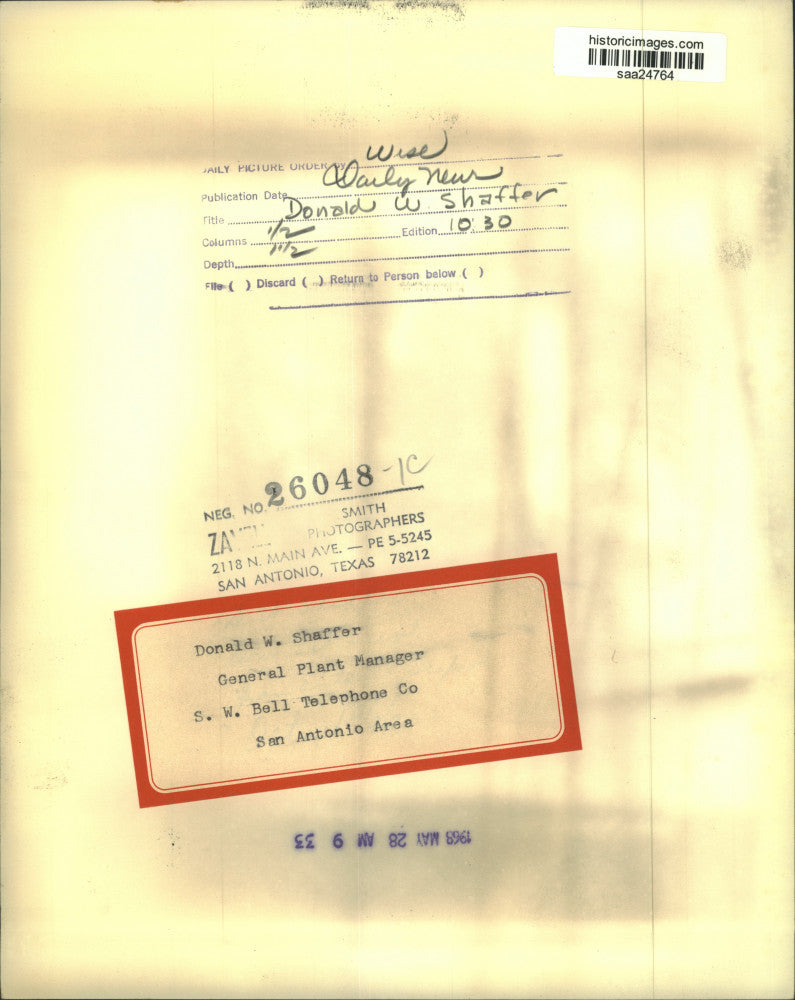 historicimages.com
saa24764
DAILY PICTURE ORDER BY Wise
Publication Date Daily News
Title Donald W. Shaffer
Columns 1/2 Edition 10 30
Depth 1 1/2
File ( ) Discard ( ) Return to Person below ( )
NEG. NO. 26048 -1C
SMITH
PHOTOGRAPHERS
2118 N. MAIN AVE. — PE 5-5245
SAN ANTONIO, TEXAS 78212
Donald W. Shaffer
General Plant Manager
S. W. Bell Telephone Co
San Antonio Area
1968 MAY 28 AM 9 33